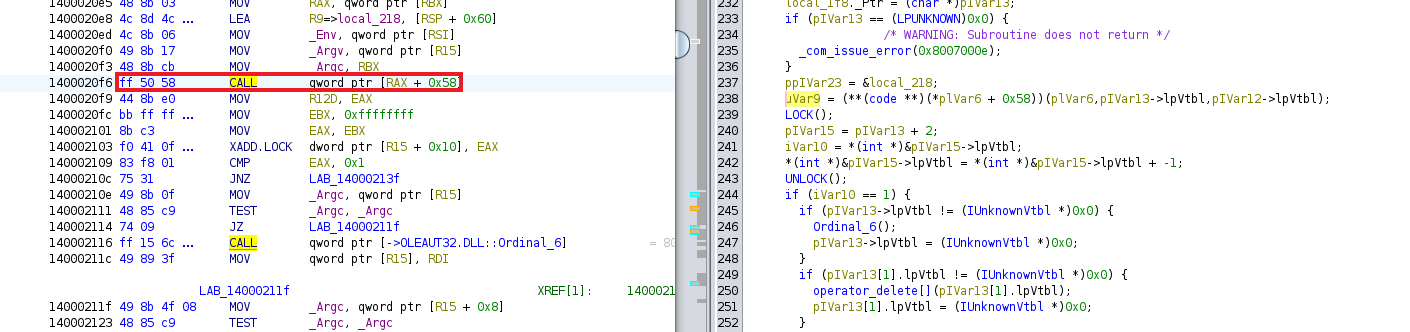 1400020e5 48 8b 03 MOV RAX, qword ptr [RBX]
1400020e8 4c 8d 4c ... LEA R9=>local_218, [RSP + 0x60]
1400020ed 4c 8b 06 MOV _Env, qword ptr [RSI]
1400020f0 49 8b 17 MOV _Argv, qword ptr [R15]
1400020f3 48 8b cb MOV _Argc, RBX
1400020f6 ff 50 58 CALL qword ptr [RAX + 0x58]
1400020f9 44 8b e0 MOV R12D, EAX
1400020fc bb ff ff ... MOV EBX, 0xffffffff
140002101 8b c3 MOV EAX, EBX
140002103 f0 41 0f ... XADD.LOCK dword ptr [R15 + 0x10], EAX
140002109 83 f8 01 CMP EAX, 0x1
14000210c 75 31 JNZ LAB_14000213f
14000210e 49 8b 0f MOV _Argc, qword ptr [R15]
140002111 48 85 c9 TEST _Argc, _Argc
140002114 74 09 JZ LAB_14000211f
140002116 ff 15 6c ... CALL qword ptr [->OLEAUT32.DLL::Ordinal_6] = 80
14000211c 49 89 3f MOV qword ptr [R15], RDI
LAB_14000211f XREF[1]: 1400021
14000211f 49 8b 4f 08 MOV _Argc, qword ptr [R15 + 0x8]
140002123 48 85 c9 TEST _Argc, _Argc
232 local_1f8._Ptr = (char *)pIVar13;
233 if (pIVar13 == (LPUNKNOWN)0x0) {
234 /* WARNING: Subroutine does not return */
235 _com_issue_error(0x8007000e);
236 }
237 ppIVar23 = &local_218;
238 uVar9 = (**(code **)(*plVar6 + 0x58))(plVar6,pIVar13->lpVtbl,pIVar12->lpVtbl);
239 LOCK();
240 pIVar15 = pIVar13 + 2;
241 iVar10 = *(int *)&pIVar15->lpVtbl;
242 *(int *)&pIVar15->lpVtbl = *(int *)&pIVar15->lpVtbl + -1;
243 UNLOCK();
244 if (iVar10 == 1) {
245 if (pIVar13->lpVtbl != (IUnknownVtbl *)0x0) {
246 Ordinal_6();
247 pIVar13->lpVtbl = (IUnknownVtbl *)0x0;
248 }
249 if (pIVar13[1].lpVtbl != (IUnknownVtbl *)0x0) {
250 operator_delete[](pIVar13[1].lpVtbl);
251 pIVar13[1].lpVtbl = (IUnknownVtbl *)0x0;
252 }